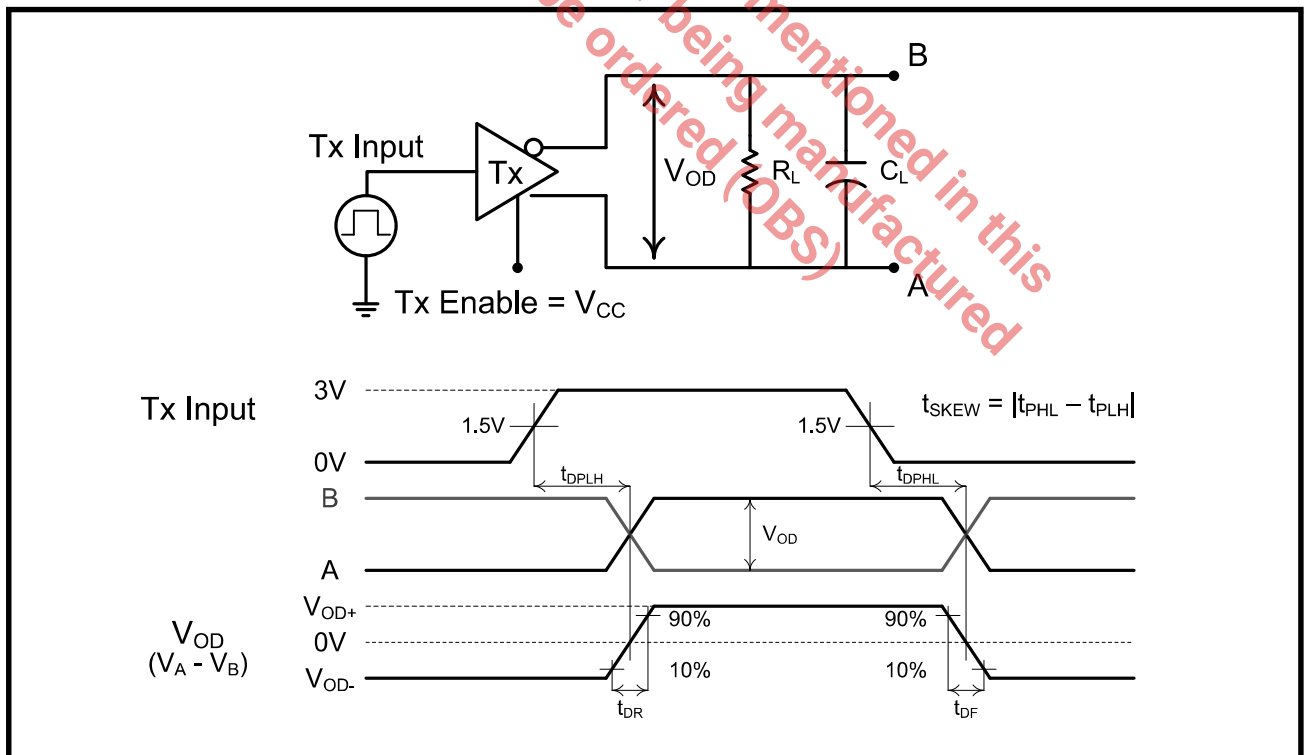 mentioned in this
being manufactured
be ordered (OBS)
B
Tx Input
Tx
VOD
RL
CL
A
Tx Enable = VCC
Tx Input
3V
1.5V
1.5V
tSKEW = |tPHL – tPLH|
0V
tDPLH
tDPHL
B
VOD
A
VOD+
90%
90%
VOD
(VA - VB)
0V
VOD-
10%
10%
tDR
tDF